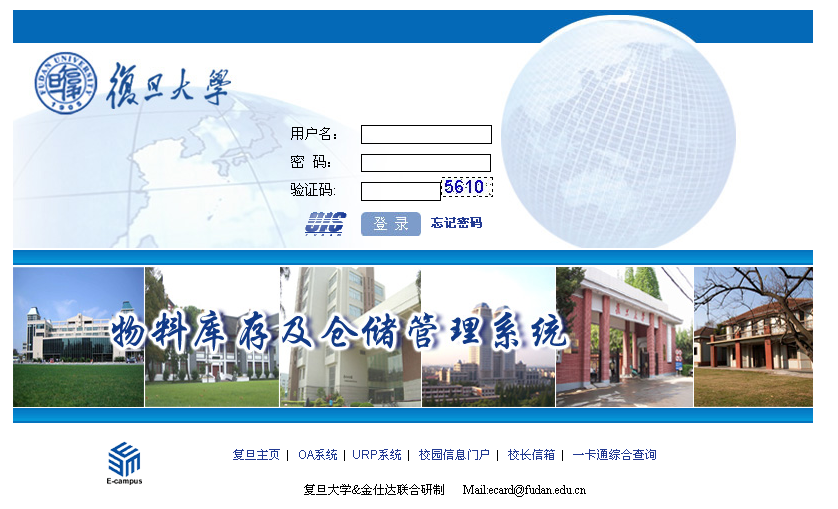 FUDAN UNIVERSITY
1905
復旦大學
用户名：
密 码：
验证码: 5610
UIS 登 录 忘记密码
FUDAN
物料库存及仓储管理系统
E-campus
复旦主页 | OA系统 | URP系统 | 校园信息门户 | 校长信箱 | 一卡通综合查询
复旦大学&金仕达联合研制 Mail:ecard@fudan.edu.cn